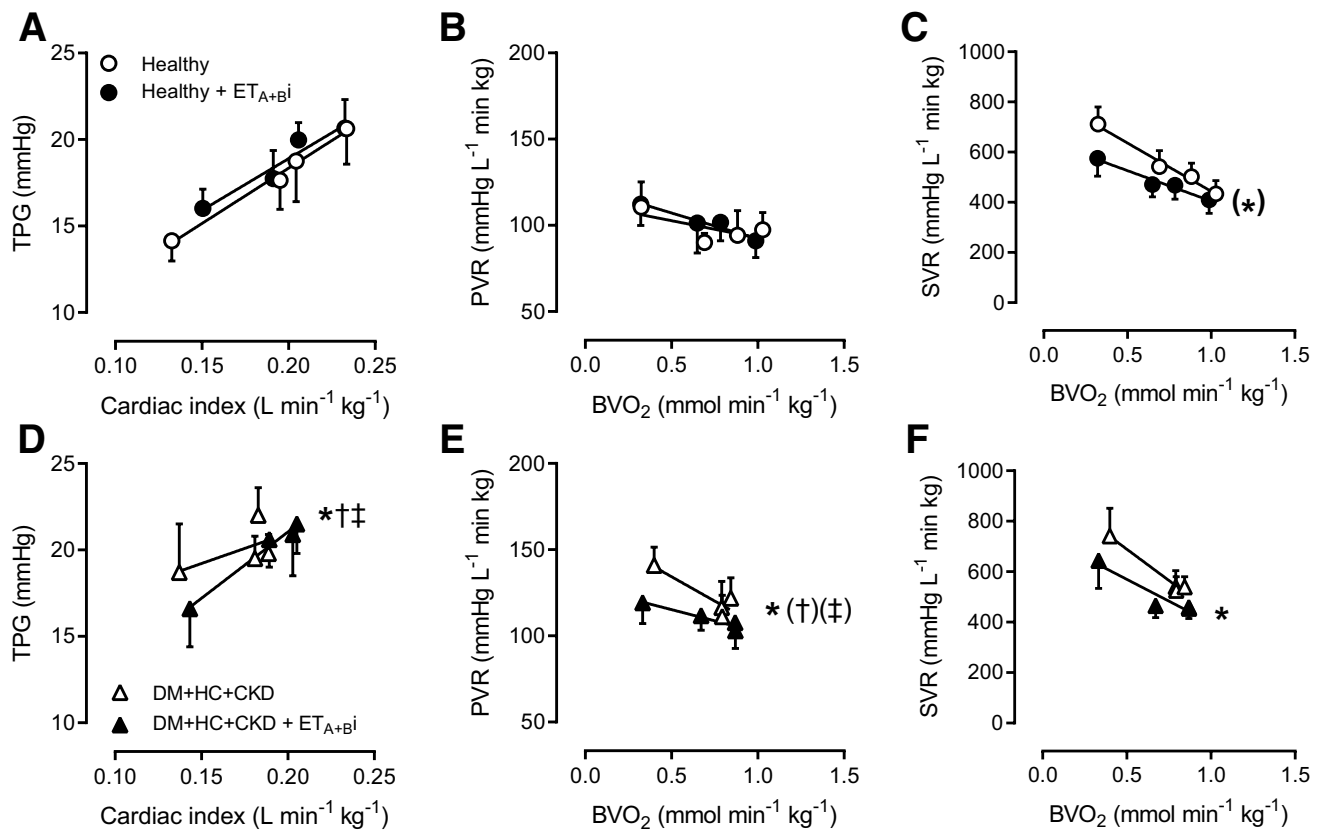 A
TPG (mmHg)
25
20
15
10
Healthy
Healthy + ETA+Bi
0.10 0.15 0.20 0.25
Cardiac index (L min⁻¹ kg⁻¹)
B
PVR (mmHg L⁻¹ min kg)
200
150
100
50
0.0 0.5 1.0 1.5
BVO₂ (mmol min⁻¹ kg⁻¹)
C
SVR (mmHg L⁻¹ min kg)
1000
800
600
400
200
0
(*)
0.0 0.5 1.0 1.5
BVO₂ (mmol min⁻¹ kg⁻¹)
D
TPG (mmHg)
25
20
15
10
*†‡
DM+HC+CKD
DM+HC+CKD + ETA+Bi
0.10 0.15 0.20 0.25
Cardiac index (L min⁻¹ kg⁻¹)
E
PVR (mmHg L⁻¹ min kg)
200
150
100
50
* (†)(‡)
0.0 0.5 1.0 1.5
BVO₂ (mmol min⁻¹ kg⁻¹)
F
SVR (mmHg L⁻¹ min kg)
1000
800
600
400
200
0
*
0.0 0.5 1.0 1.5
BVO₂ (mmol min⁻¹ kg⁻¹)